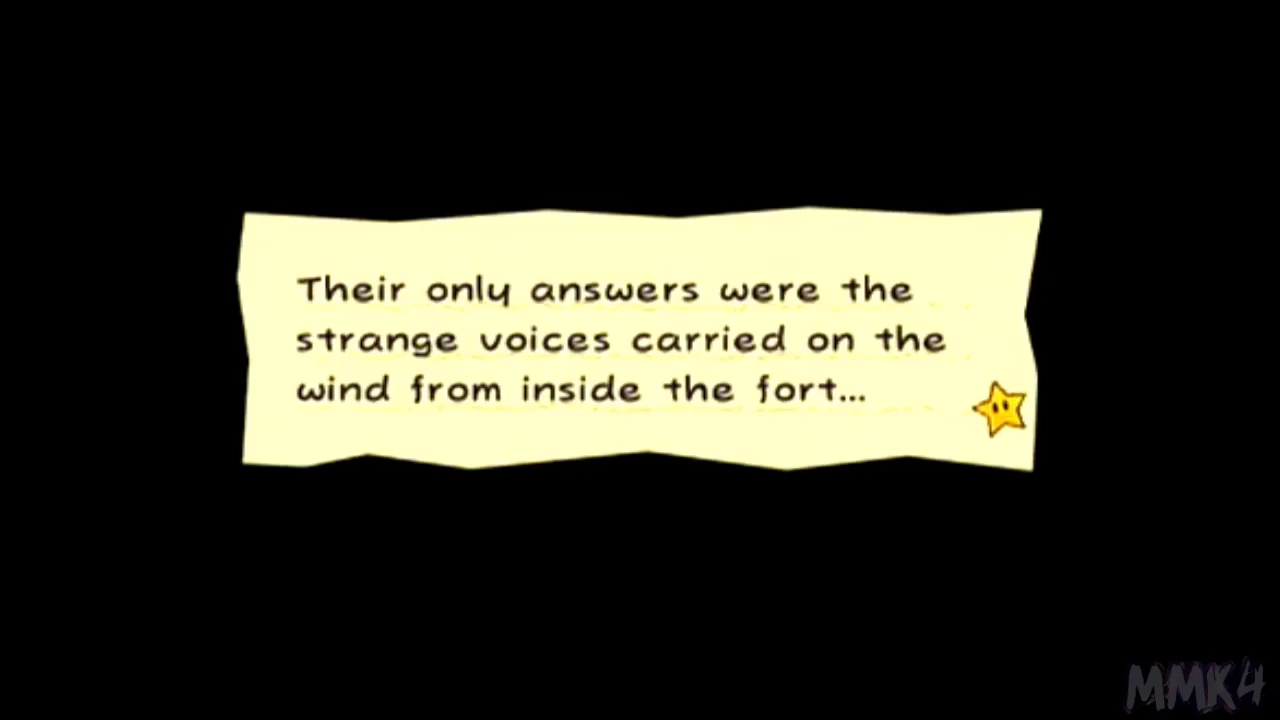 Their only answers were the
strange voices carried on the
wind from inside the fort...
MMK4